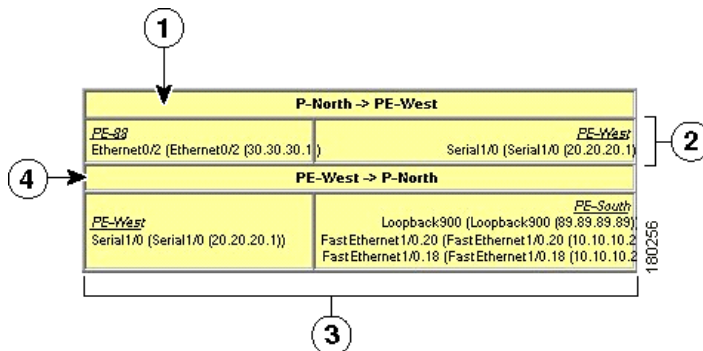 1
P-North -> PE-West
PE-88
Ethernet0/2 (Ethernet0/2 (30.30.30.1 )
PE-West
Serial1/0 (Serial1/0 (20.20.20.1)
2
4
PE-West -> P-North
PE-West
Serial1/0 (Serial1/0 (20.20.20.1))
PE-South
Loopback900 (Loopback900 (89.89.89.89)
FastEthernet1/0.20 (FastEthernet1/0.20 (10.10.10.2
FastEthernet1/0.18 (FastEthernet1/0.18 (10.10.10.2
180256
3